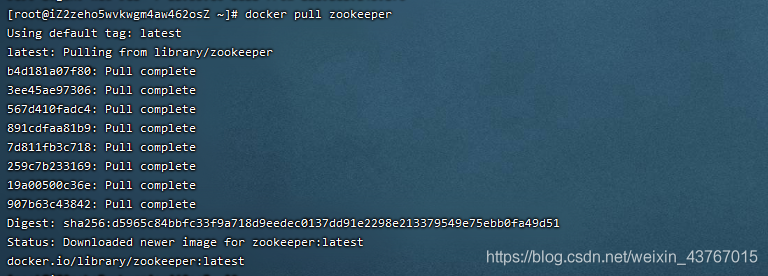 [root@iZ2zeho5wvkwgm4aw462osZ ~]# docker pull zookeeper
Using default tag: latest
latest: Pulling from library/zookeeper
b4d181a07f80: Pull complete
3ee45ae97306: Pull complete
567d410fadc4: Pull complete
891cdfaa81b9: Pull complete
7d811fb3c718: Pull complete
259c7b233169: Pull complete
19a00500c36e: Pull complete
907b63c43842: Pull complete
Digest: sha256:d5965c84bbfc33f9a718d9eedec0137dd91e2298e213379549e75ebb0fa49d51
Status: Downloaded newer image for zookeeper:latest
docker.io/library/zookeeper:latest
https://blog.csdn.net/weixin_43767015